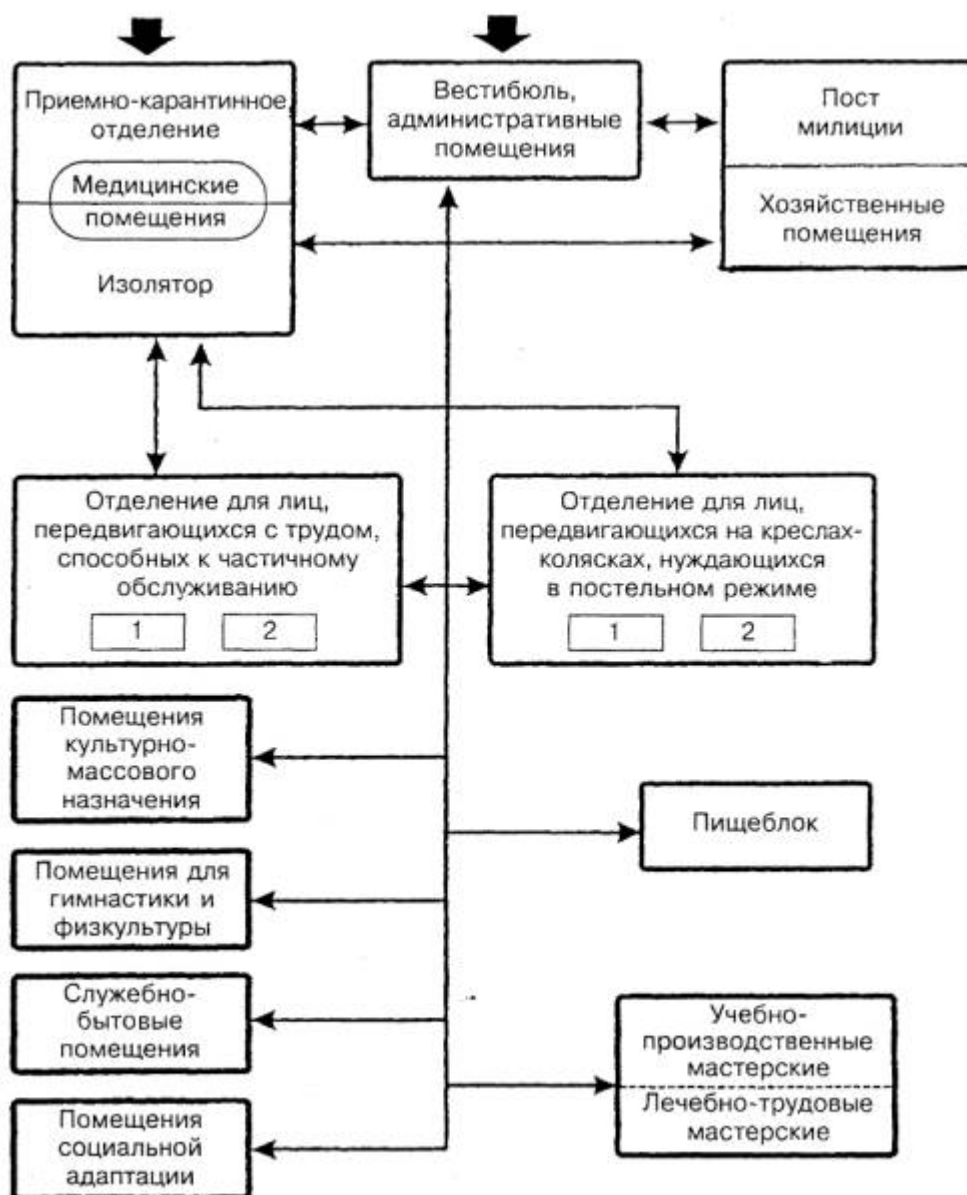 Приемно-карантинное
отделение
Медицинские
помещения
Изолятор
Вестибюль,
административные
помещения
Пост
милиции
Хозяйственные
помещения
Отделение для лиц,
передвигающихся с трудом,
способных к частичному
обслуживанию
1 2
Отделение для лиц,
передвигающихся на креслах-
колясках, нуждающихся
в постельном режиме
1 2
Помещения
культурно-
массового
назначения
Пищеблок
Помещения для
гимнастики и
физкультуры
Служебно-
бытовые
помещения
Учебно-
производственные
мастерские
Лечебно-трудовые
мастерские
Помещения
социальной
адаптации